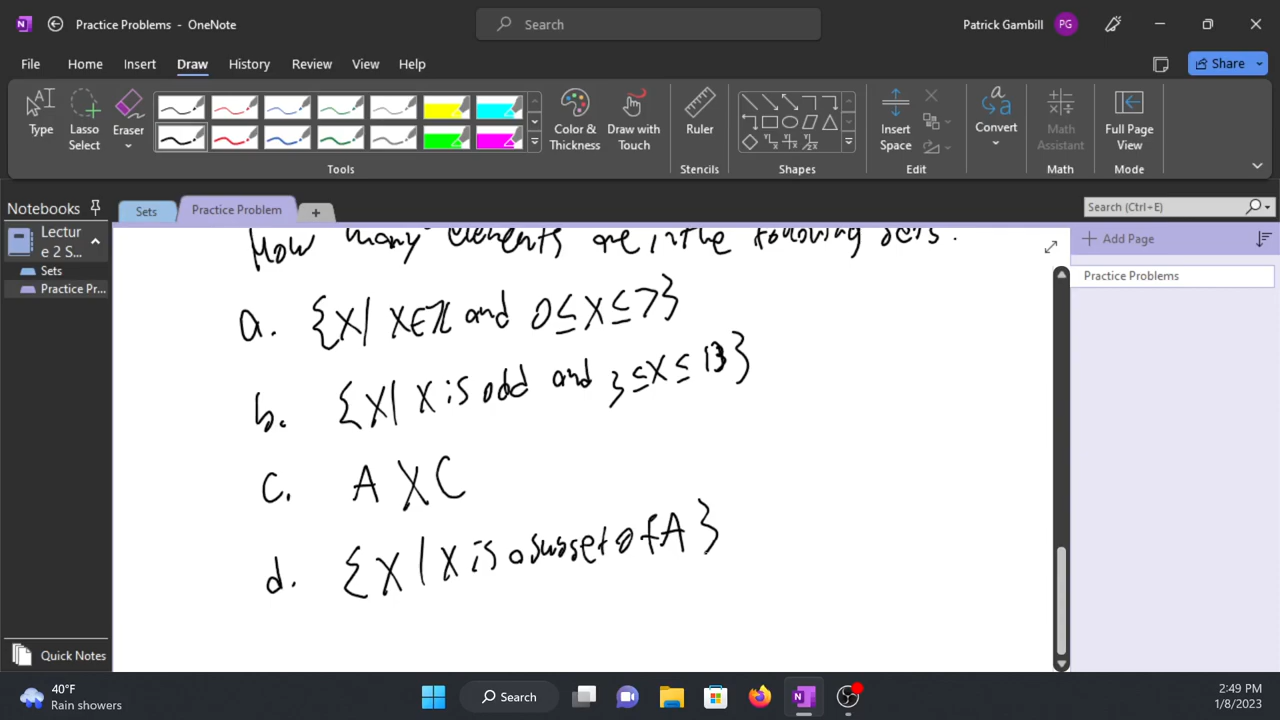 Practice Problems - OneNote
Search
Patrick Gambill
PG
File
Home
Insert
Draw
History
Review
View
Help
Share
Type
Lasso Select
Eraser
Color & Thickness
Draw with Touch
Ruler
Insert Space
Convert
Math Assistant
Full Page View
Tools
Stencils
Shapes
Edit
Math
Mode
Notebooks
Sets
Practice Problem
+
Search (Ctrl+E)
Lectur
e 2 S...
Sets
Practice Pr...
Add Page
Practice Problems
How many elements are in the following sets.
a. {X | X ∈ ℤ and 0 ≤ X ≤ 7}
b. {X | X is odd and 3 ≤ X ≤ 13}
c. A X C
d. {X | X is a subset of A}
Quick Notes
40°F
Rain showers
Search
2:49 PM
1/8/2023